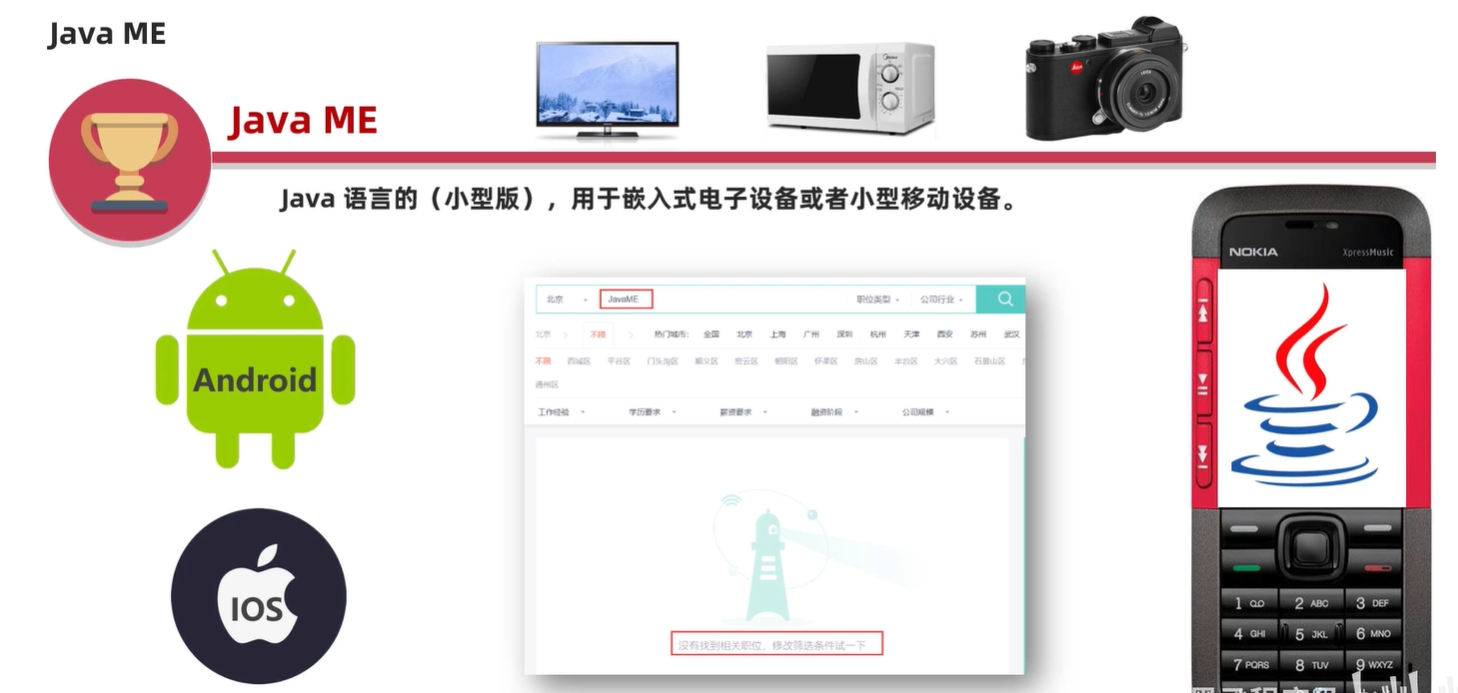 Java ME
Java ME
Java 语言的（小型版），用于嵌入式电子设备或者小型移动设备。
NOKIA
XpressMusic
北京
JavaME
职位类型
公司行业
北京 > 不限 > 热门城市： 全国 北京 上海 广州 深圳 杭州 天津 西安 苏州 武汉
不限 西城区 平谷区 门头沟区 顺义区 密云区 朝阳区 怀柔区 房山区 丰台区 大兴区 石景山区
通州区
工作经验 学历要求 薪资要求 融资阶段 公司规模
Android
IOS
没有找到相关职位，修改筛选条件试一下
1 2 ABC 3 DEF
4 GHI 5 JKL 6 MNO
7 PQRS 8 TUV 9 WXYZ